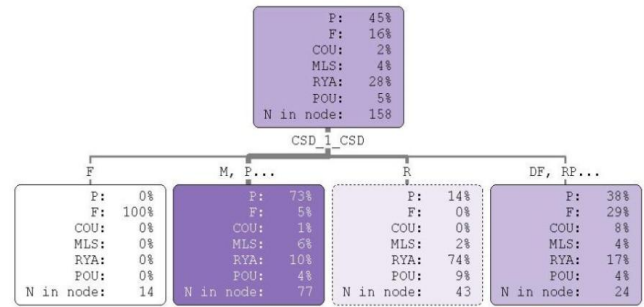 P: 45%
F: 16%
COU: 2%
MLS: 4%
RYA: 28%
POU: 5%
N in node: 158
CSD_1_CSD
F
P: 0%
F: 100%
COU: 0%
MLS: 0%
RYA: 0%
POU: 0%
N in node: 14
M, P...
P: 73%
F: 5%
COU: 1%
MLS: 6%
RYA: 10%
POU: 4%
N in node: 77
R
P: 14%
F: 0%
COU: 0%
MLS: 2%
RYA: 74%
POU: 9%
N in node: 43
DF, RP...
P: 38%
F: 29%
COU: 8%
MLS: 4%
RYA: 17%
POU: 4%
N in node: 24